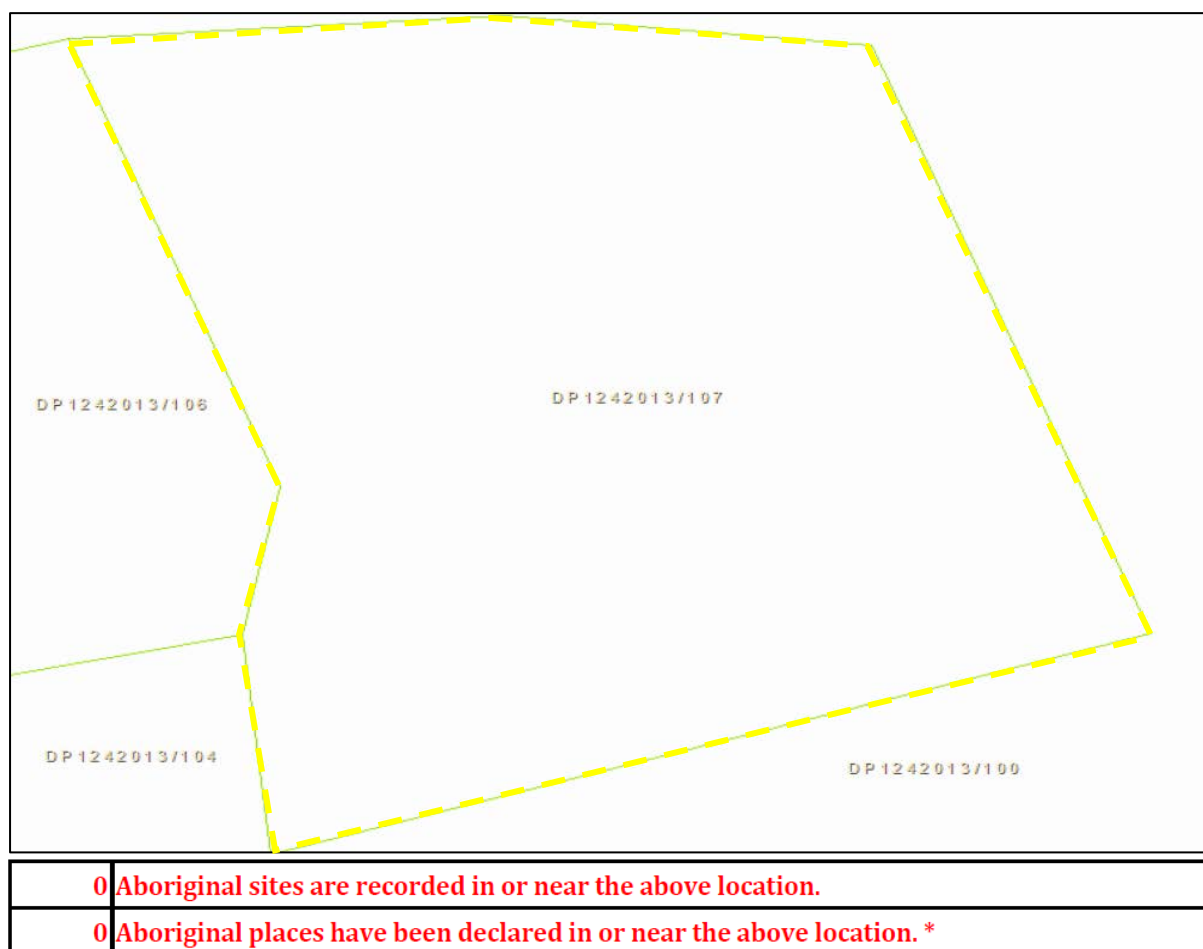 DP1242013/106
DP1242013/107
DP1242013/104
DP1242013/100
0 Aboriginal sites are recorded in or near the above location.
0 Aboriginal places have been declared in or near the above location. *